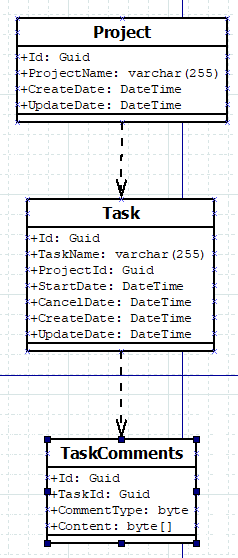 Project
+Id: Guid
+ProjectName: varchar(255)
+CreateDate: DateTime
+UpdateDate: DateTime
Task
+Id: Guid
+TaskName: varchar(255)
+ProjectId: Guid
+StartDate: DateTime
+CancelDate: DateTime
+CreateDate: DateTime
+UpdateDate: DateTime
TaskComments
+Id: Guid
+TaskId: Guid
+CommentType: byte
+Content: byte[]